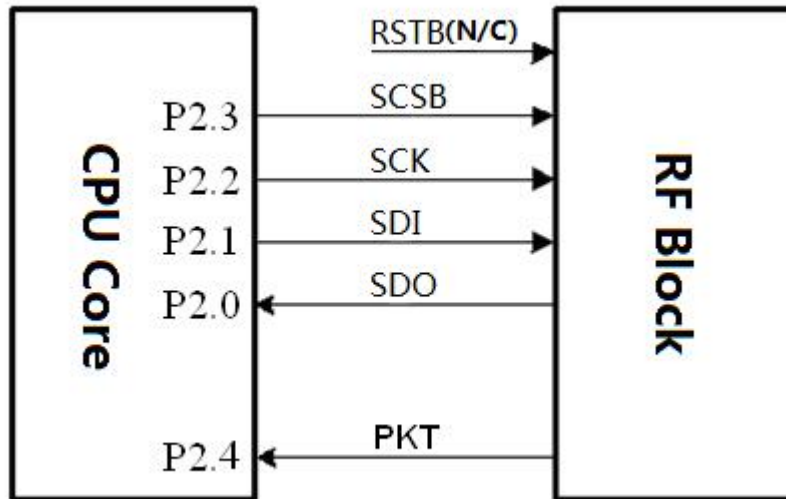 RSTB(N/C)
P2.3 SCSB
P2.2 SCK
P2.1 SDI
P2.0 SDO
P2.4 PKT
CPU Core
RF Block